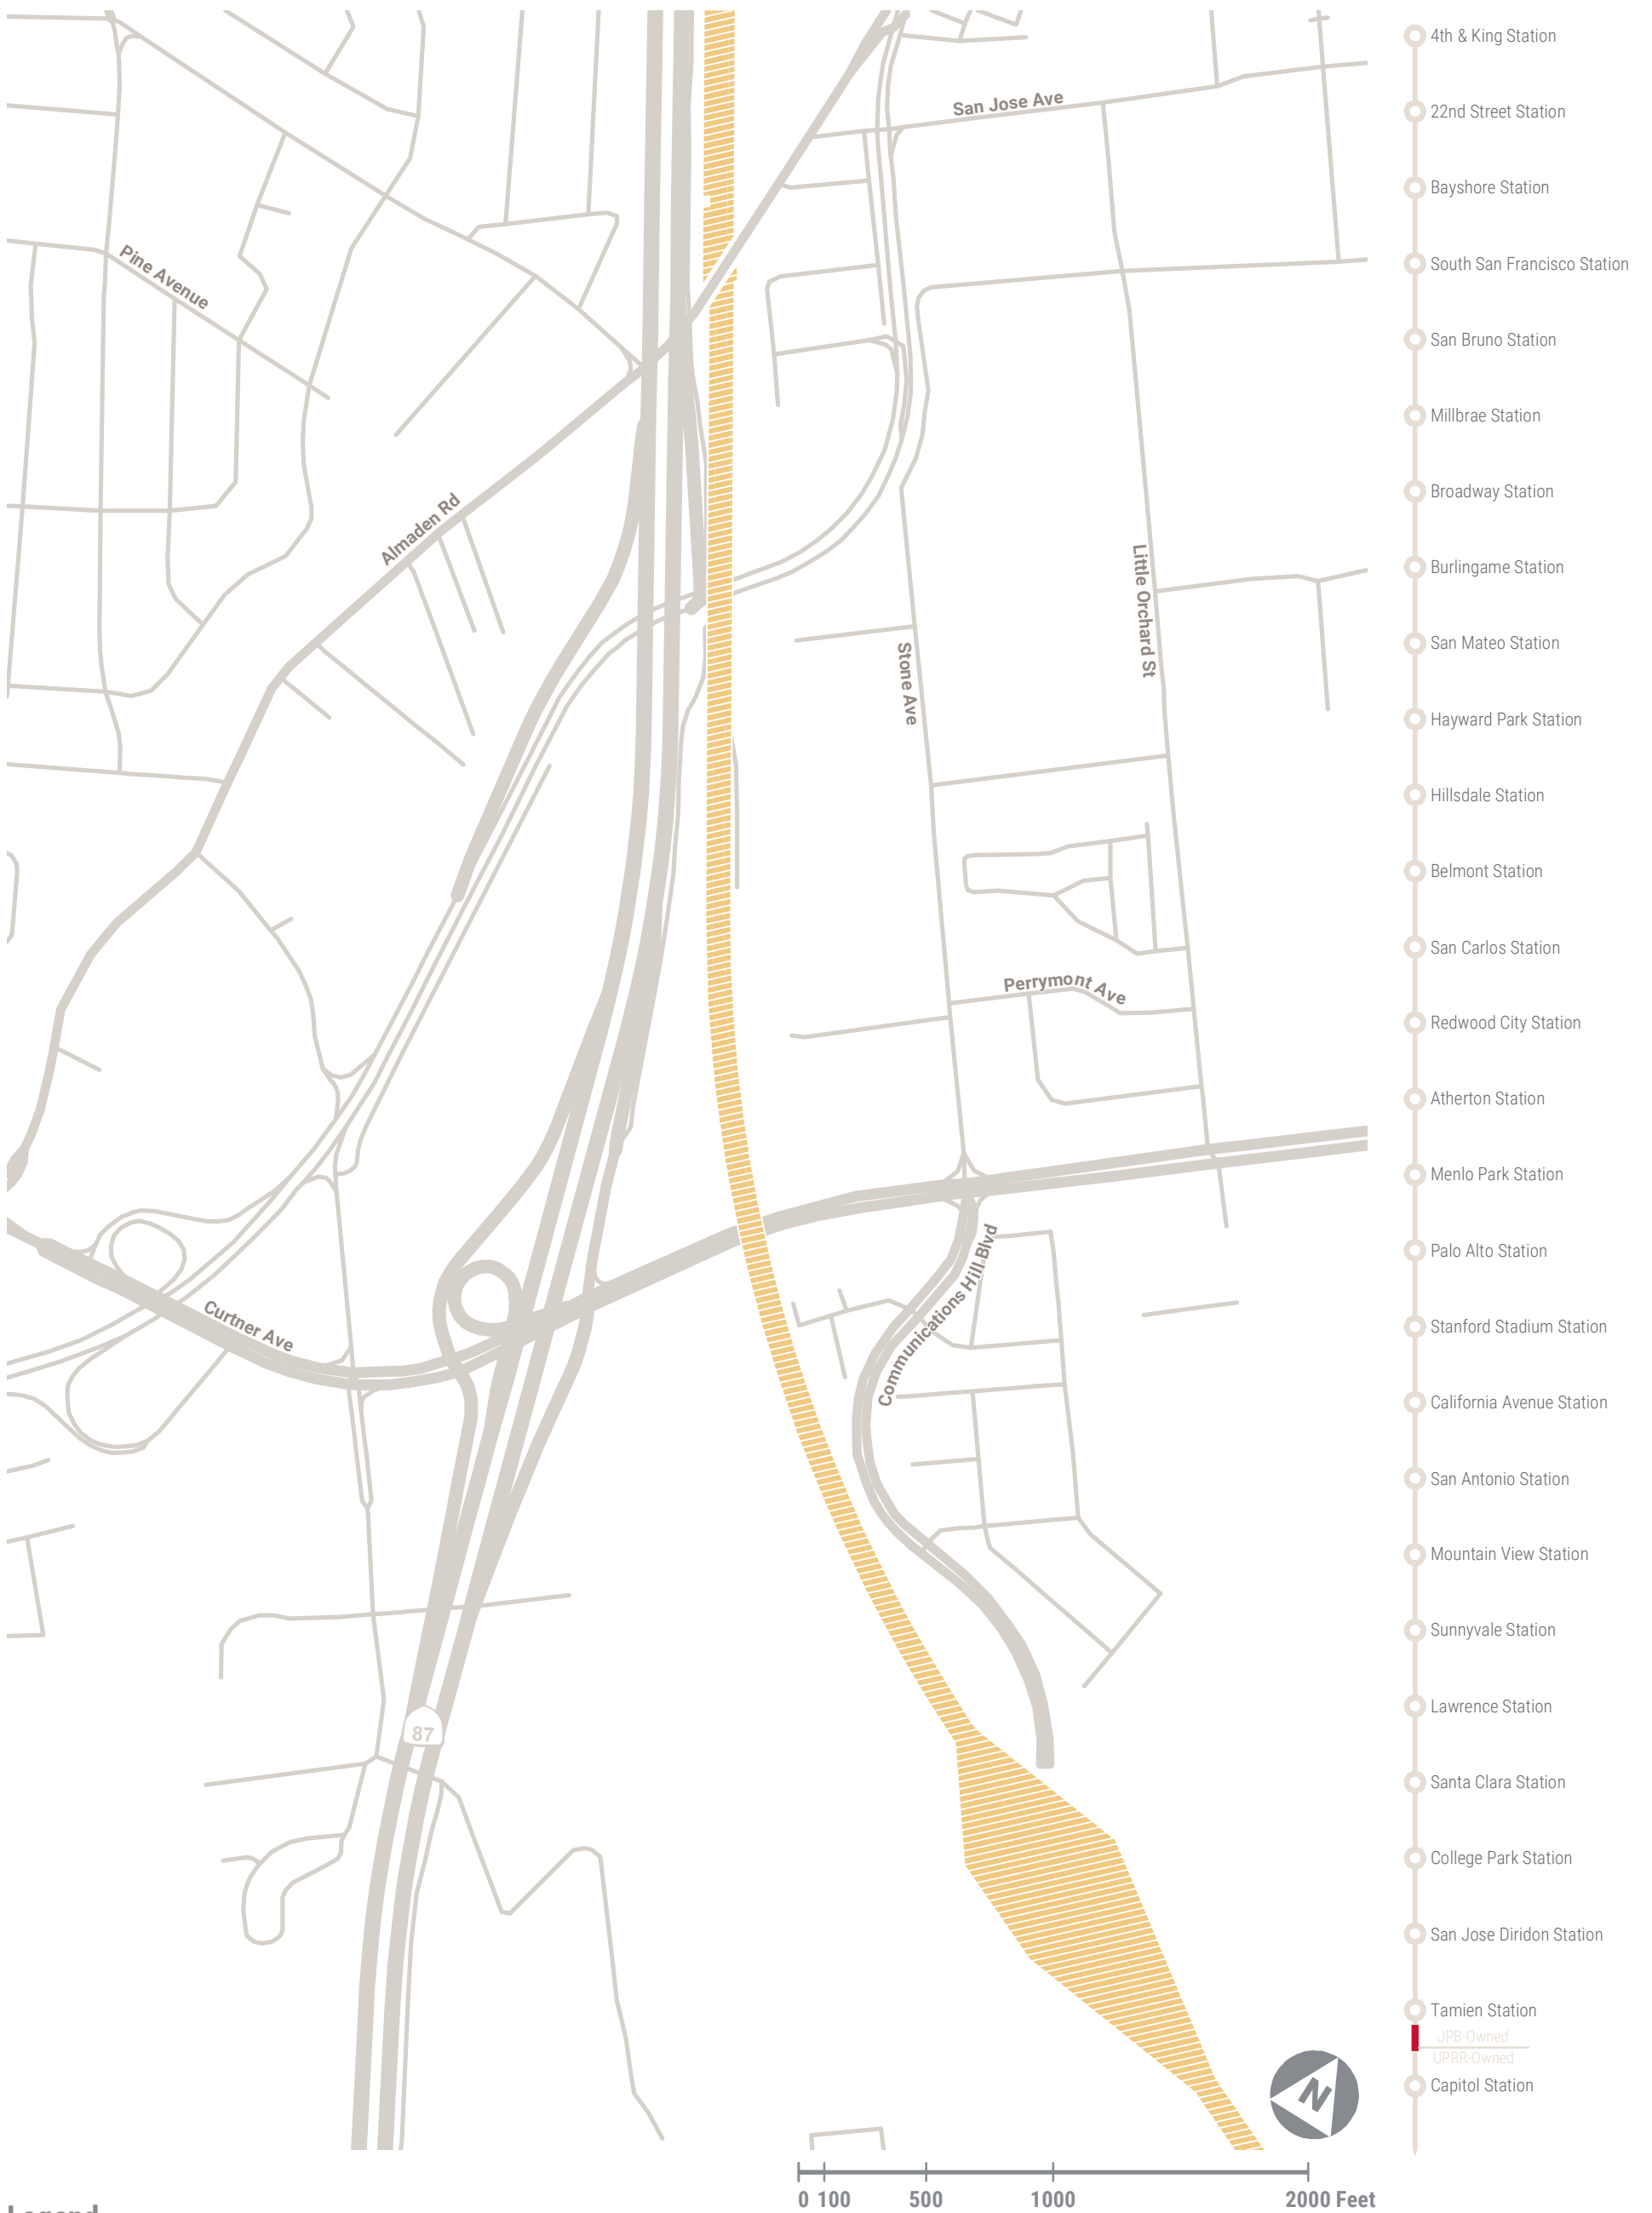 San Jose Ave
Pine Avenue
Almaden Rd
Little Orchard St
Stone Ave
Perrymont Ave
Communications Hill Blvd
Curtner Ave
87
N
0 100 500 1000 2000 Feet
Legend
4th & King Station
22nd Street Station
Bayshore Station
South San Francisco Station
San Bruno Station
Millbrae Station
Broadway Station
Burlingame Station
San Mateo Station
Hayward Park Station
Hillsdale Station
Belmont Station
San Carlos Station
Redwood City Station
Atherton Station
Menlo Park Station
Palo Alto Station
Stanford Stadium Station
California Avenue Station
San Antonio Station
Mountain View Station
Sunnyvale Station
Lawrence Station
Santa Clara Station
College Park Station
San Jose Diridon Station
Tamien Station
JPB-Owned
UPRR-Owned
Capitol Station